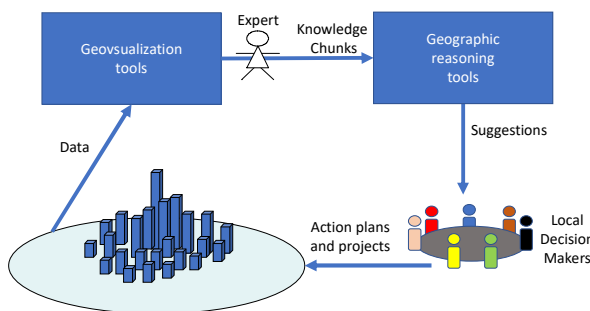 Geovsualization
tools
Expert
Knowledge
Chunks
Geographic
reasoning
tools
Data
Suggestions
Action plans
and projects
Local
Decision
Makers